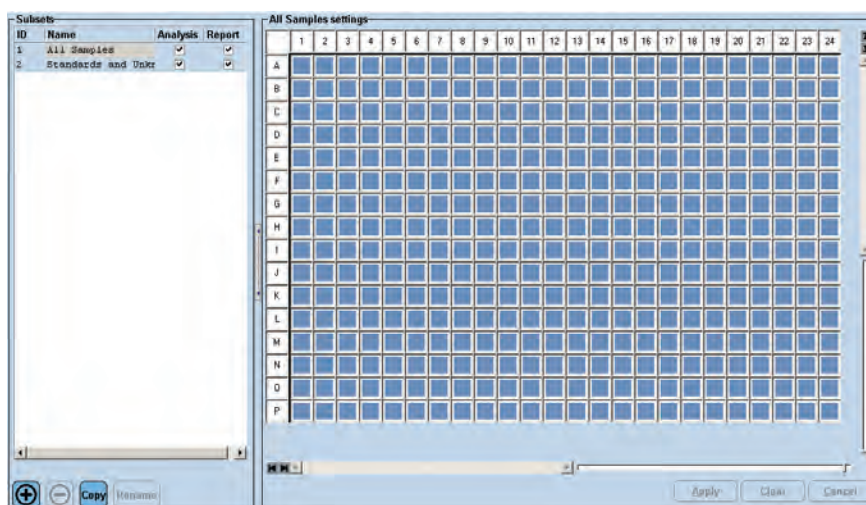 Subsets
ID Name Analysis Report
1 All Samples
2 Standards and Unkr
Copy Rename
All Samples settings
1 2 3 4 5 6 7 8 9 10 11 12 13 14 15 16 17 18 19 20 21 22 23 24
A
B
C
D
E
F
G
H
I
J
K
L
M
N
O
P
Apply Clear Cancel